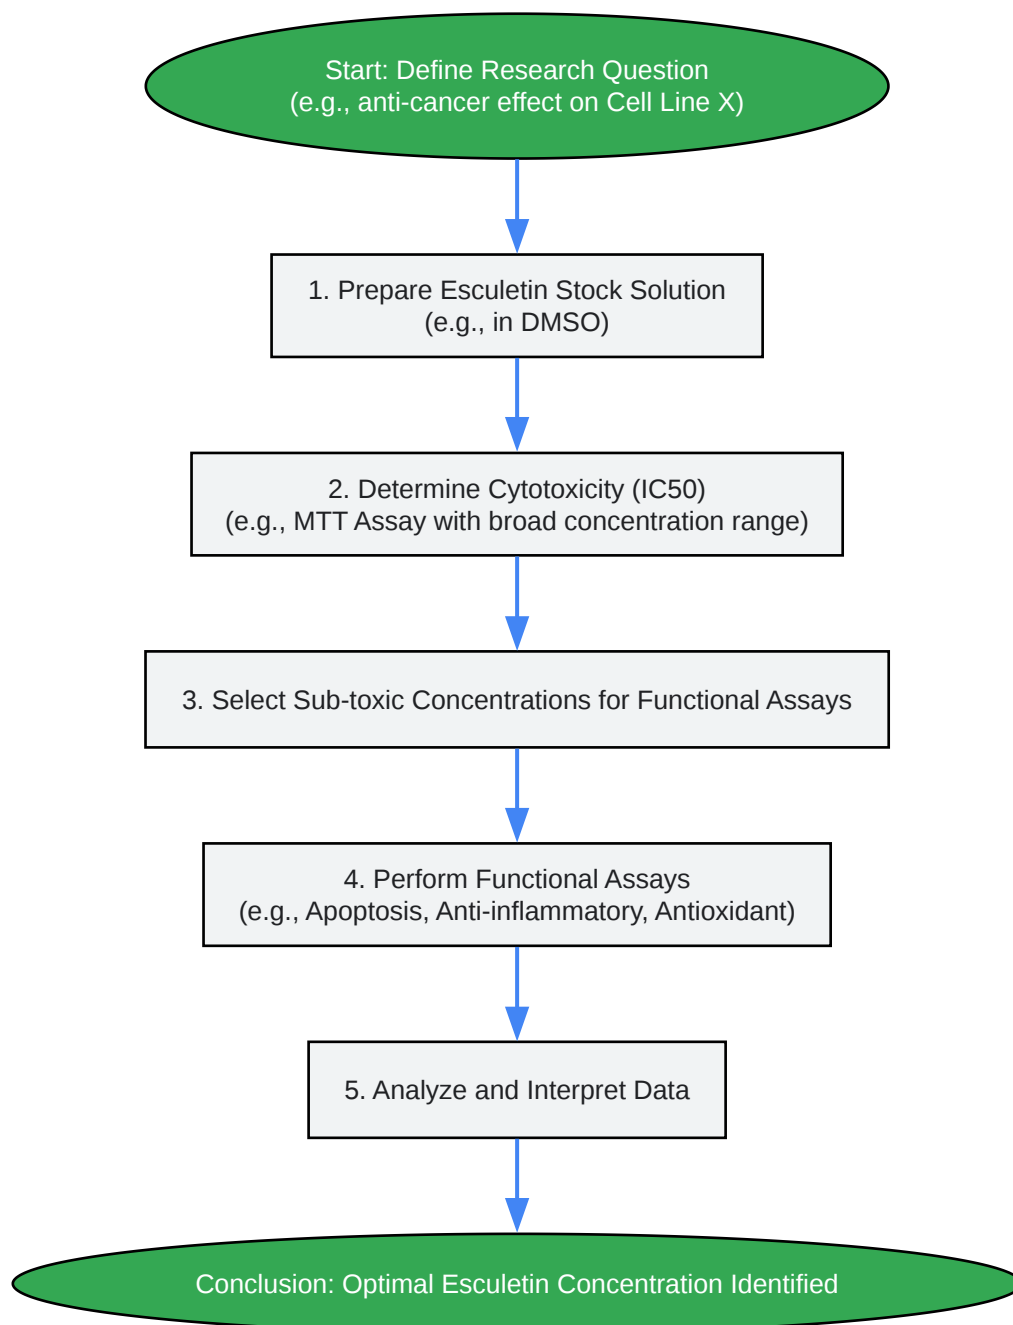 Start: Define Research Question
(e.g., anti-cancer effect on Cell Line X)
1. Prepare Esculetin Stock Solution
(e.g., in DMSO)
2. Determine Cytotoxicity (IC50)
(e.g., MTT Assay with broad concentration range)
3. Select Sub-toxic Concentrations for Functional Assays
4. Perform Functional Assays
(e.g., Apoptosis, Anti-inflammatory, Antioxidant)
5. Analyze and Interpret Data
Conclusion: Optimal Esculetin Concentration Identified